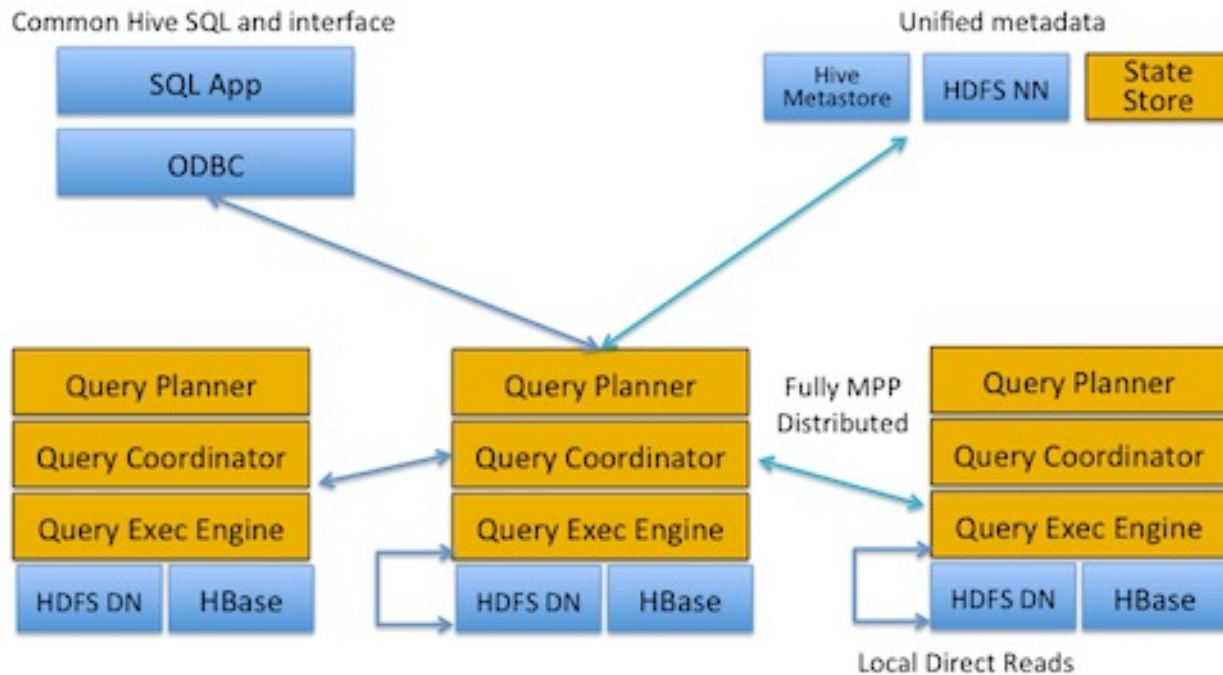 Common Hive SQL and interface
Unified metadata
SQL App
ODBC
Hive
Metastore
HDFS NN
State
Store
Query Planner
Query Coordinator
Query Exec Engine
HDFS DN
HBase
Query Planner
Query Coordinator
Query Exec Engine
HDFS DN
HBase
Fully MPP
Distributed
Query Planner
Query Coordinator
Query Exec Engine
HDFS DN
HBase
Local Direct Reads